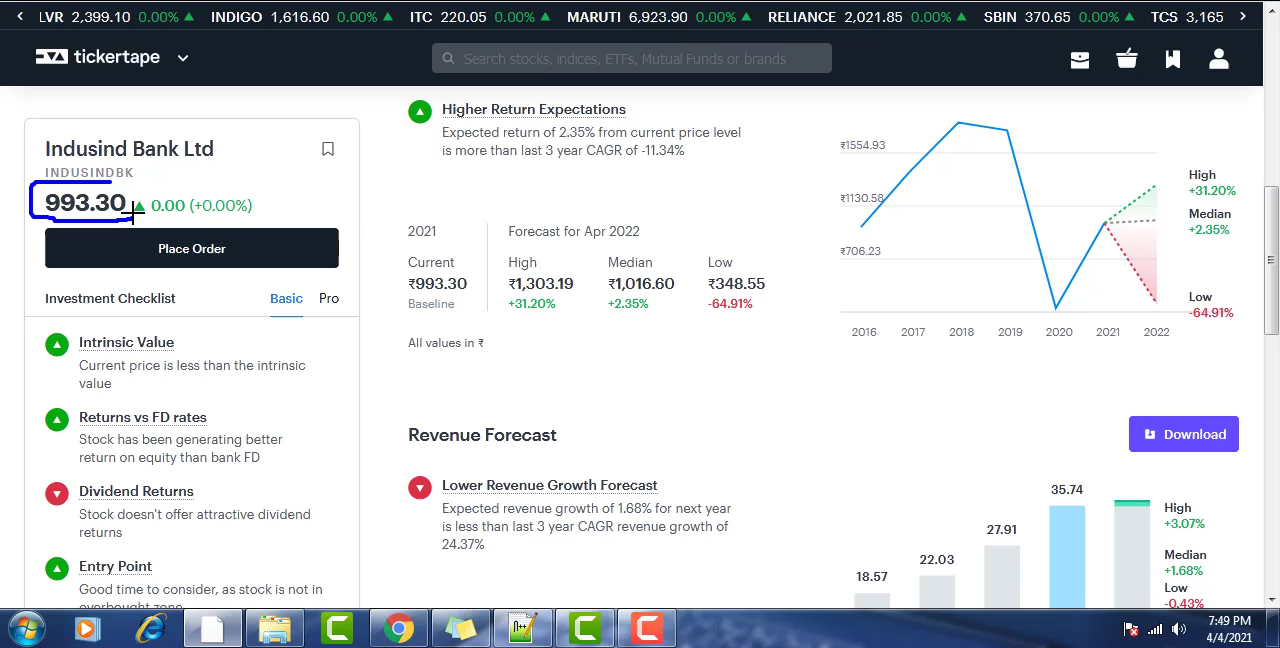 LVR 2,399.10 0.00% INDIGO 1,616.60 0.00% ITC 220.05 0.00% MARUTI 6,923.90 0.00% RELIANCE 2,021.85 0.00% SBIN 370.65 0.00% TCS 3,165
tickertape
Search stocks, indices, ETFs, Mutual Funds or brands
Indusind Bank Ltd
INDUSINDBK
993.30 0.00 (+0.00%)
Place Order
Investment Checklist Basic Pro
Intrinsic Value
Current price is less than the intrinsic
value
Returns vs FD rates
Stock has been generating better
return on equity than bank FD
Dividend Returns
Stock doesn't offer attractive dividend
returns
Entry Point
Good time to consider, as stock is not in
overbought zone
Higher Return Expectations
Expected return of 2.35% from current price level
is more than last 3 year CAGR of -11.34%
2021 Forecast for Apr 2022
Current High Median Low
₹993.30 ₹1,303.19 ₹1,016.60 ₹348.55
Baseline +31.20% +2.35% -64.91%
All values in ₹
₹1554.93
₹1130.58
₹706.23
High
+31.20%
Median
+2.35%
Low
-64.91%
2016 2017 2018 2019 2020 2021 2022
Revenue Forecast
Download
Lower Revenue Growth Forecast
Expected revenue growth of 1.68% for next year
is less than last 3 year CAGR revenue growth of
24.37%
18.57
22.03
27.91
35.74
High
+3.07%
Median
+1.68%
Low
-0.43%
n++
7:49 PM
4/4/2021